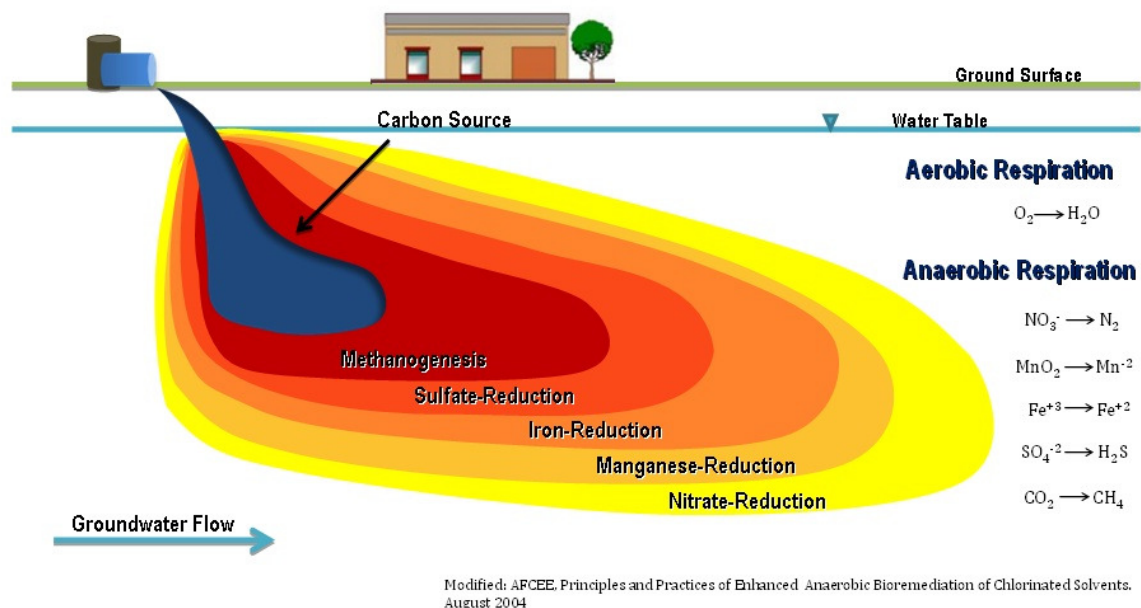 Ground Surface
Carbon Source
Water Table
Aerobic Respiration
O₂⟶H₂O
Anaerobic Respiration
NO₃⁻ ⟶ N₂
MnO₂ ⟶ Mn⁻²
Fe⁺³ ⟶ Fe⁺²
SO₄⁻² ⟶ H₂S
CO₂ ⟶ CH₄
Methanogenesis
Sulfate-Reduction
Iron-Reduction
Manganese-Reduction
Nitrate-Reduction
Groundwater Flow
Modified: AFCEE, Principles and Practices of Enhanced Anaerobic Bioremediation of Chlorinated Solvents.
August 2004